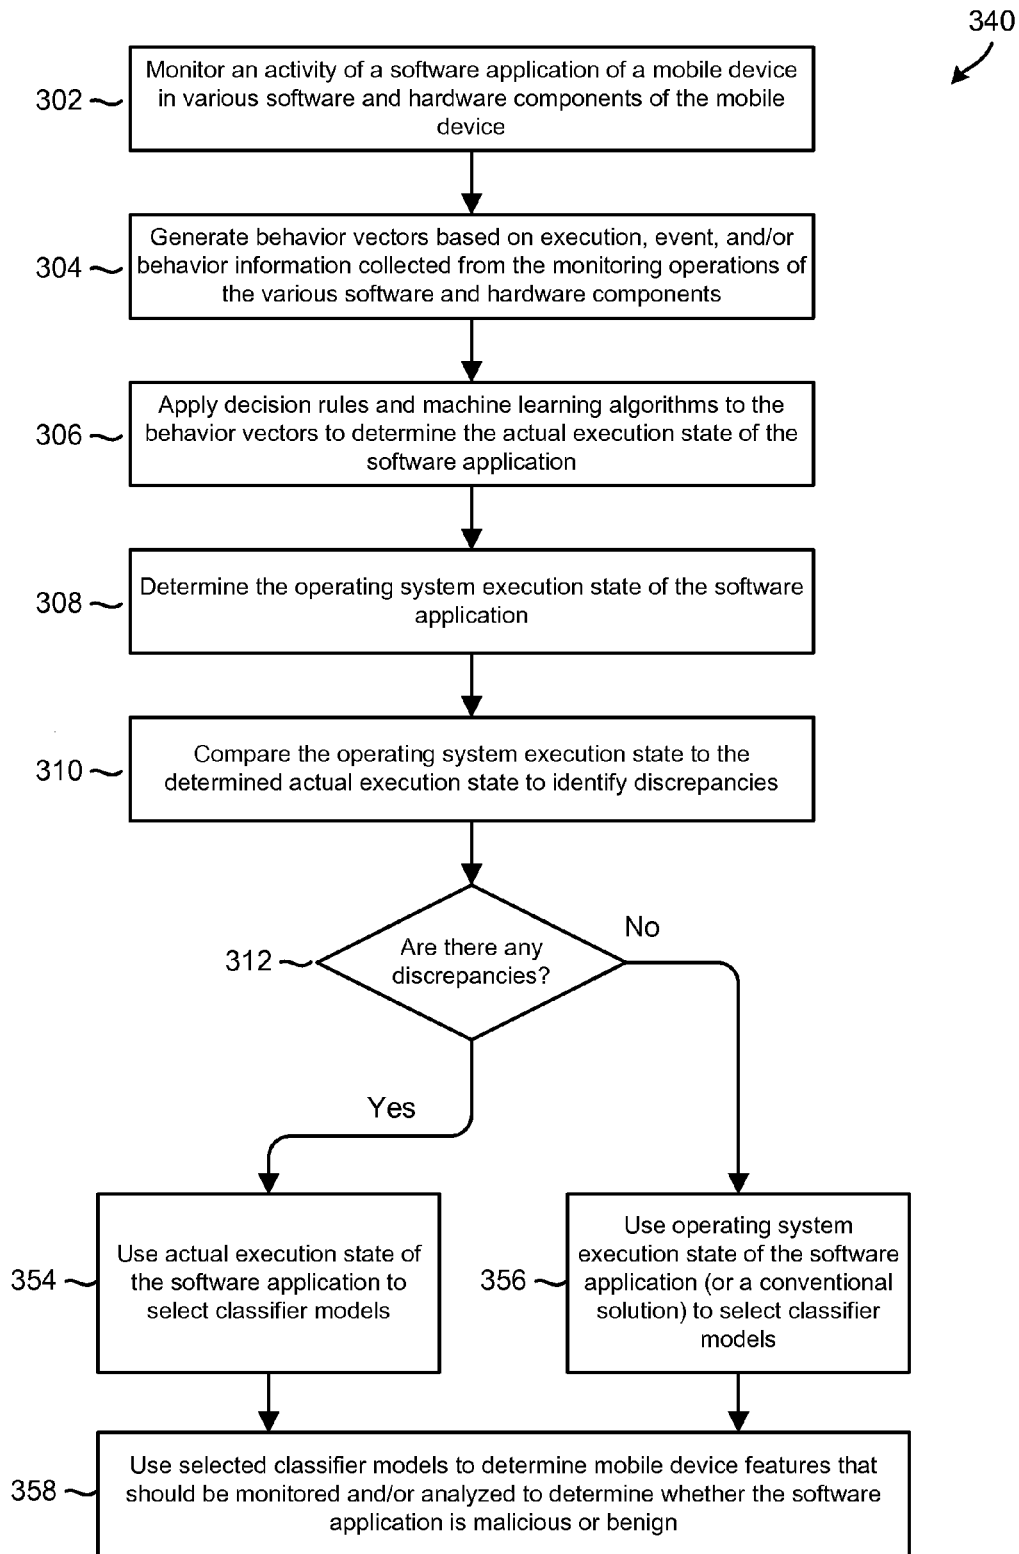 340
302
Monitor an activity of a software application of a mobile device
in various software and hardware components of the mobile
device
304
Generate behavior vectors based on execution, event, and/or
behavior information collected from the monitoring operations of
the various software and hardware components
306
Apply decision rules and machine learning algorithms to the
behavior vectors to determine the actual execution state of the
software application
308
Determine the operating system execution state of the software
application
310
Compare the operating system execution state to the
determined actual execution state to identify discrepancies
312
Are there any
discrepancies?
No
Yes
354
Use actual execution state of
the software application to
select classifier models
356
Use operating system
execution state of the software
application (or a conventional
solution) to select classifier
models
358
Use selected classifier models to determine mobile device features that
should be monitored and/or analyzed to determine whether the software
application is malicious or benign